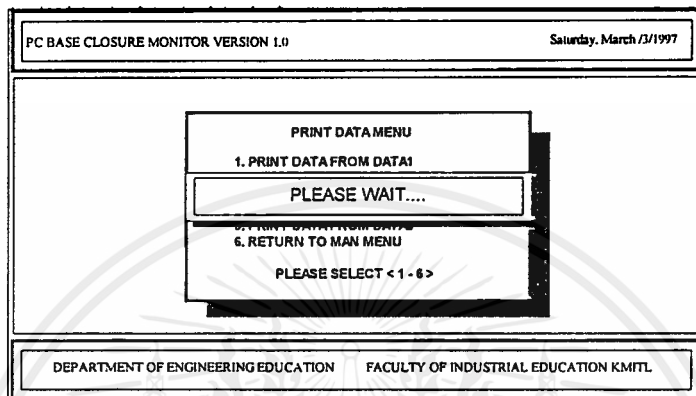 PC BASE CLOSURE MONITOR VERSION 1.0 Saturday, March /3/1997
PRINT DATA MENU
1. PRINT DATA FROM DATA1
PLEASE WAIT....
6. RETURN TO MAN MENU
PLEASE SELECT < 1 - 6 >
DEPARTMENT OF ENGINEERING EDUCATION FACULTY OF INDUSTRIAL EDUCATION KMITL